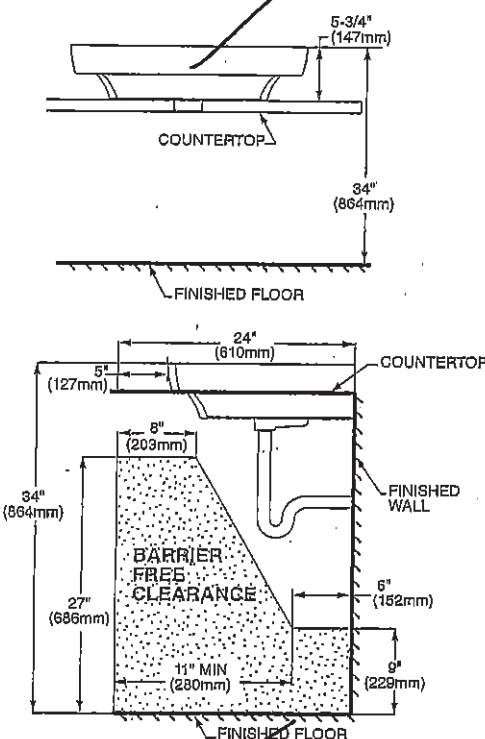 5-3/4"
(147mm)
COUNTERTOP
34"
(864mm)
FINISHED FLOOR
24"
(610mm)
COUNTERTOP
5"
(127mm)
8"
(203mm)
34"
(864mm)
FINISHED
WALL
BARRIER
FREE
CLEARANCE
27"
(686mm)
6"
(152mm)
11" MIN
(280mm)
9"
(229mm)
FINISHED FLOOR